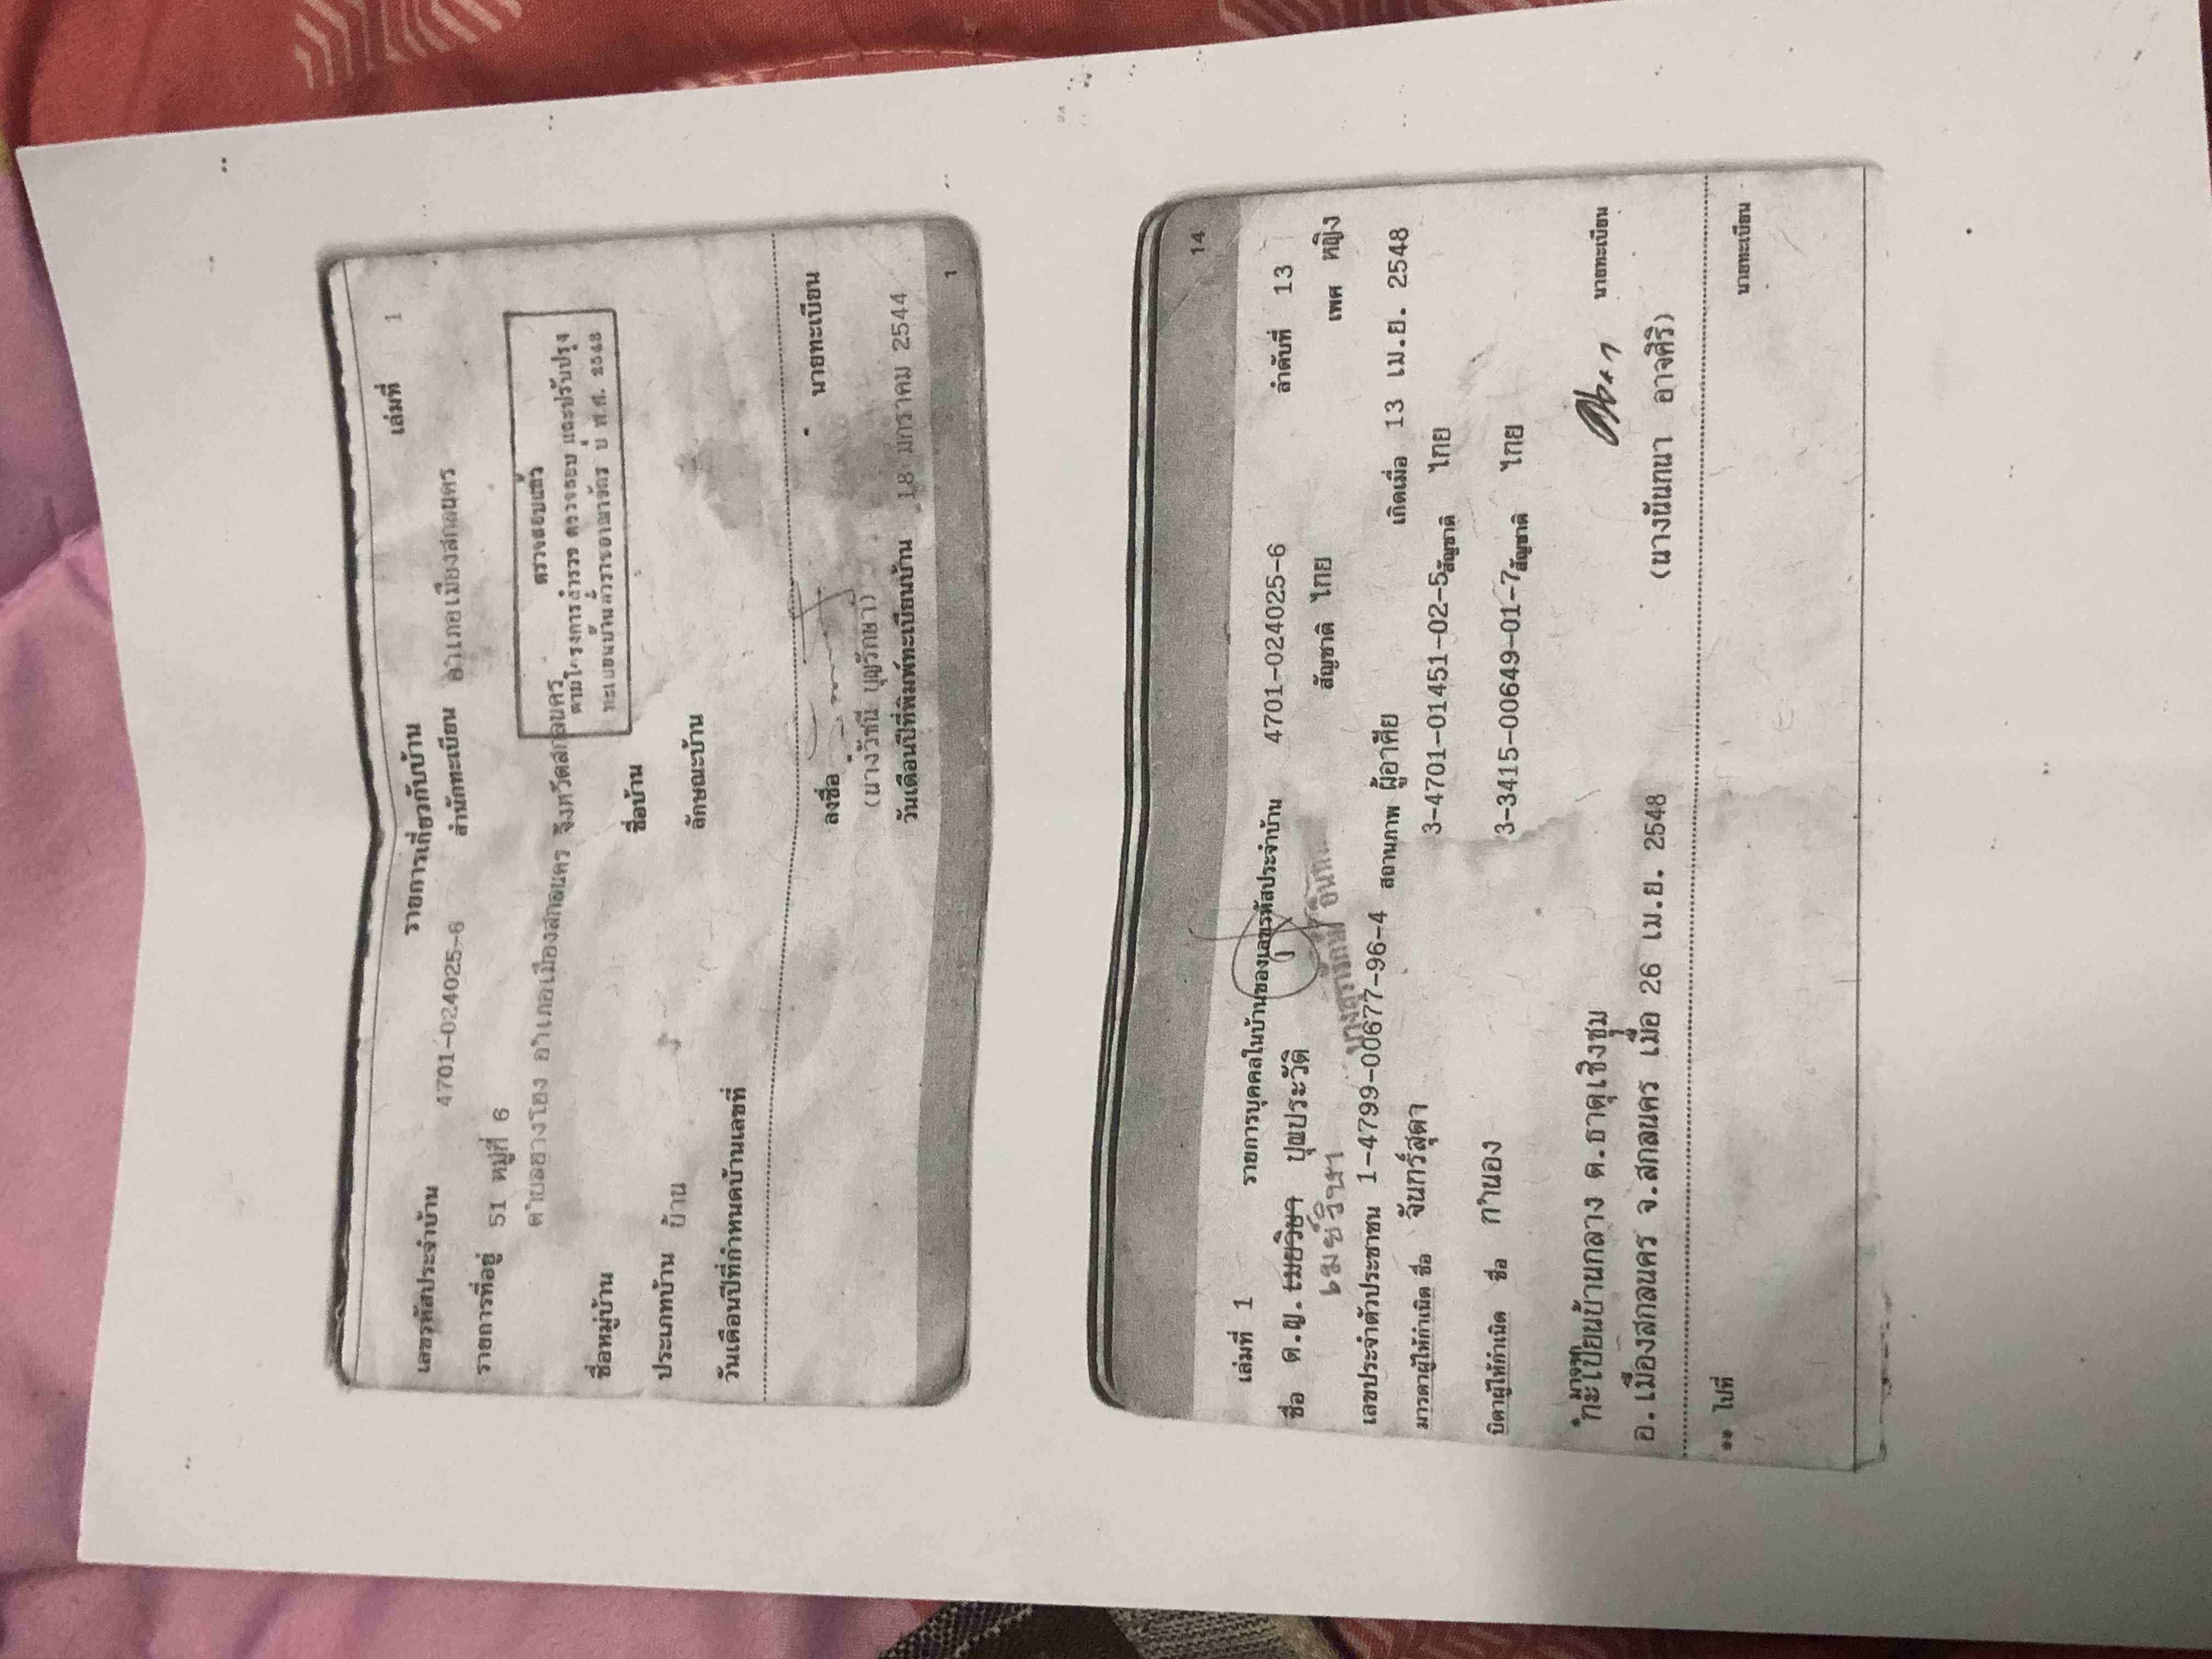 เล่มที่ 1
รายการเกี่ยวกับบ้าน
เลขรหัสประจำบ้าน 4701-024025-6 สำนักทะเบียน อำเภอเมืองสกลนคร
รายการที่อยู่ 51 หมู่ที่ 6
ตำบลฮางโฮง อำเภอเมืองสกลนคร จังหวัดสกลนคร
ตรวจสอบแล้ว
ตามโครงการสำรวจ ตรวจสอบ และปรับปรุง
ทะเบียนบ้านทั่วราชอาณาจักร ปี พ.ศ. 2548
ชื่อหมู่บ้าน ชื่อบ้าน
ประเภทบ้าน บ้าน ลักษณะบ้าน
วันเดือนปีที่กำหนดบ้านเลขที่
ลงชื่อ นายทะเบียน
(นางวัชนี บุญรักษา)
วันเดือนปีที่พิมพ์ทะเบียนบ้าน 18 มกราคม 2544
1
14
เล่มที่ 1 รายการบุคคลในบ้านของเลขรหัสประจำบ้าน 4701-024025-6 ลำดับที่ 13
ชื่อ ด.ญ. เมยวิษา ปุผประวัติ สัญชาติ ไทย เพศ หญิง
เมย์วิษา
เลขประจำตัวประชาชน 1-4799-00677-96-4 สถานภาพ ผู้อาศัย เกิดเมื่อ 13 เม.ย. 2548
มารดาผู้ให้กำเนิด ชื่อ จันทร์สุดา 3-4701-01451-02-5 สัญชาติ ไทย
บิดาผู้ให้กำเนิด ชื่อ ทำนอง 3-3415-00649-01-7 สัญชาติ ไทย
* มาจาก
ทะเบียนบ้านกลาง ต.ธาตุเชิงชุม นายทะเบียน
อ.เมืองสกลนคร จ.สกลนคร เมื่อ 26 เม.ย. 2548 (นางนันทนา อาจศิริ)
** ไปที่
นายทะเบียน